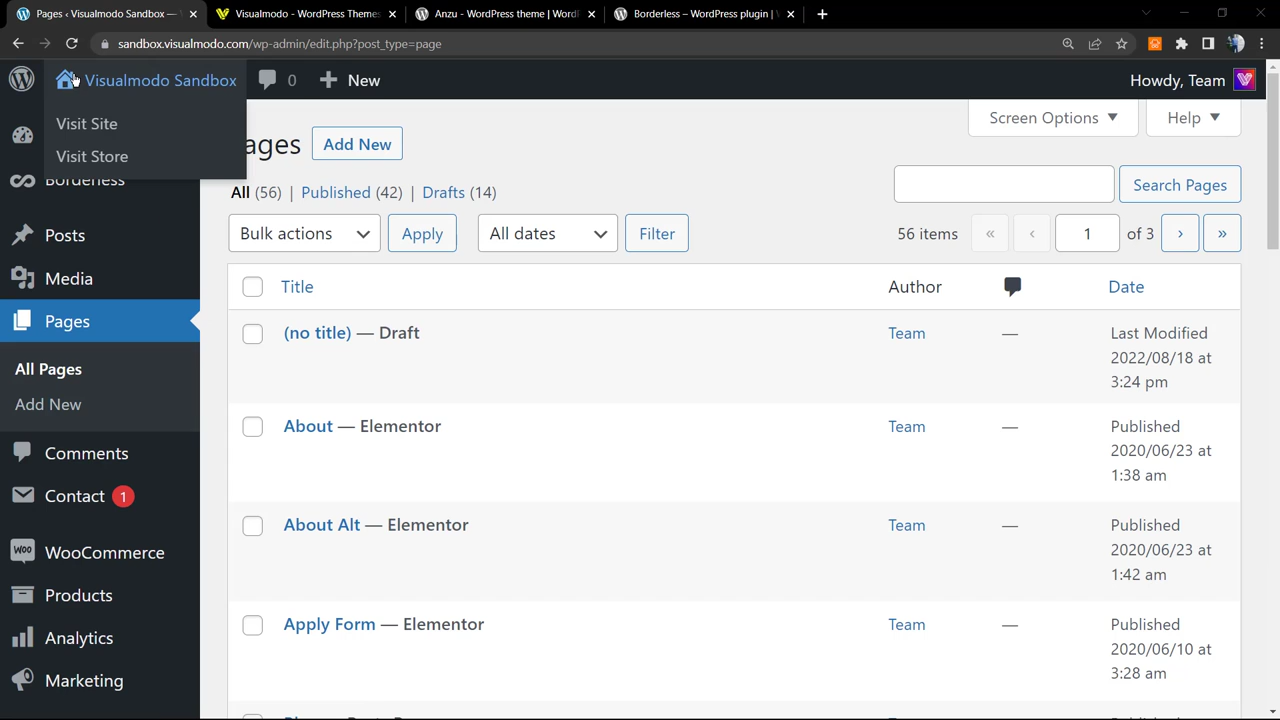 Pages ‹ Visualmodo Sandbox —
Visualmodo - WordPress Themes
Anzu - WordPress theme | WordP
Borderless – WordPress plugin |
sandbox.visualmodo.com/wp-admin/edit.php?post_type=page
Visualmodo Sandbox
0
New
Howdy, Team
Visit Site
Visit Store
Borderless
Posts
Media
Pages
All Pages
Add New
Comments
Contact 1
WooCommerce
Products
Analytics
Marketing
Screen Options
Help
ages
Add New
All (56) | Published (42) | Drafts (14)
Search Pages
Bulk actions
Apply
All dates
Filter
56 items
«
‹
1
of 3
›
»
Title
Author
Date
(no title) — Draft
Team
—
Last Modified
2022/08/18 at
3:24 pm
About — Elementor
Team
—
Published
2020/06/23 at
1:38 am
About Alt — Elementor
Team
—
Published
2020/06/23 at
1:42 am
Apply Form — Elementor
Team
—
Published
2020/06/10 at
3:28 am